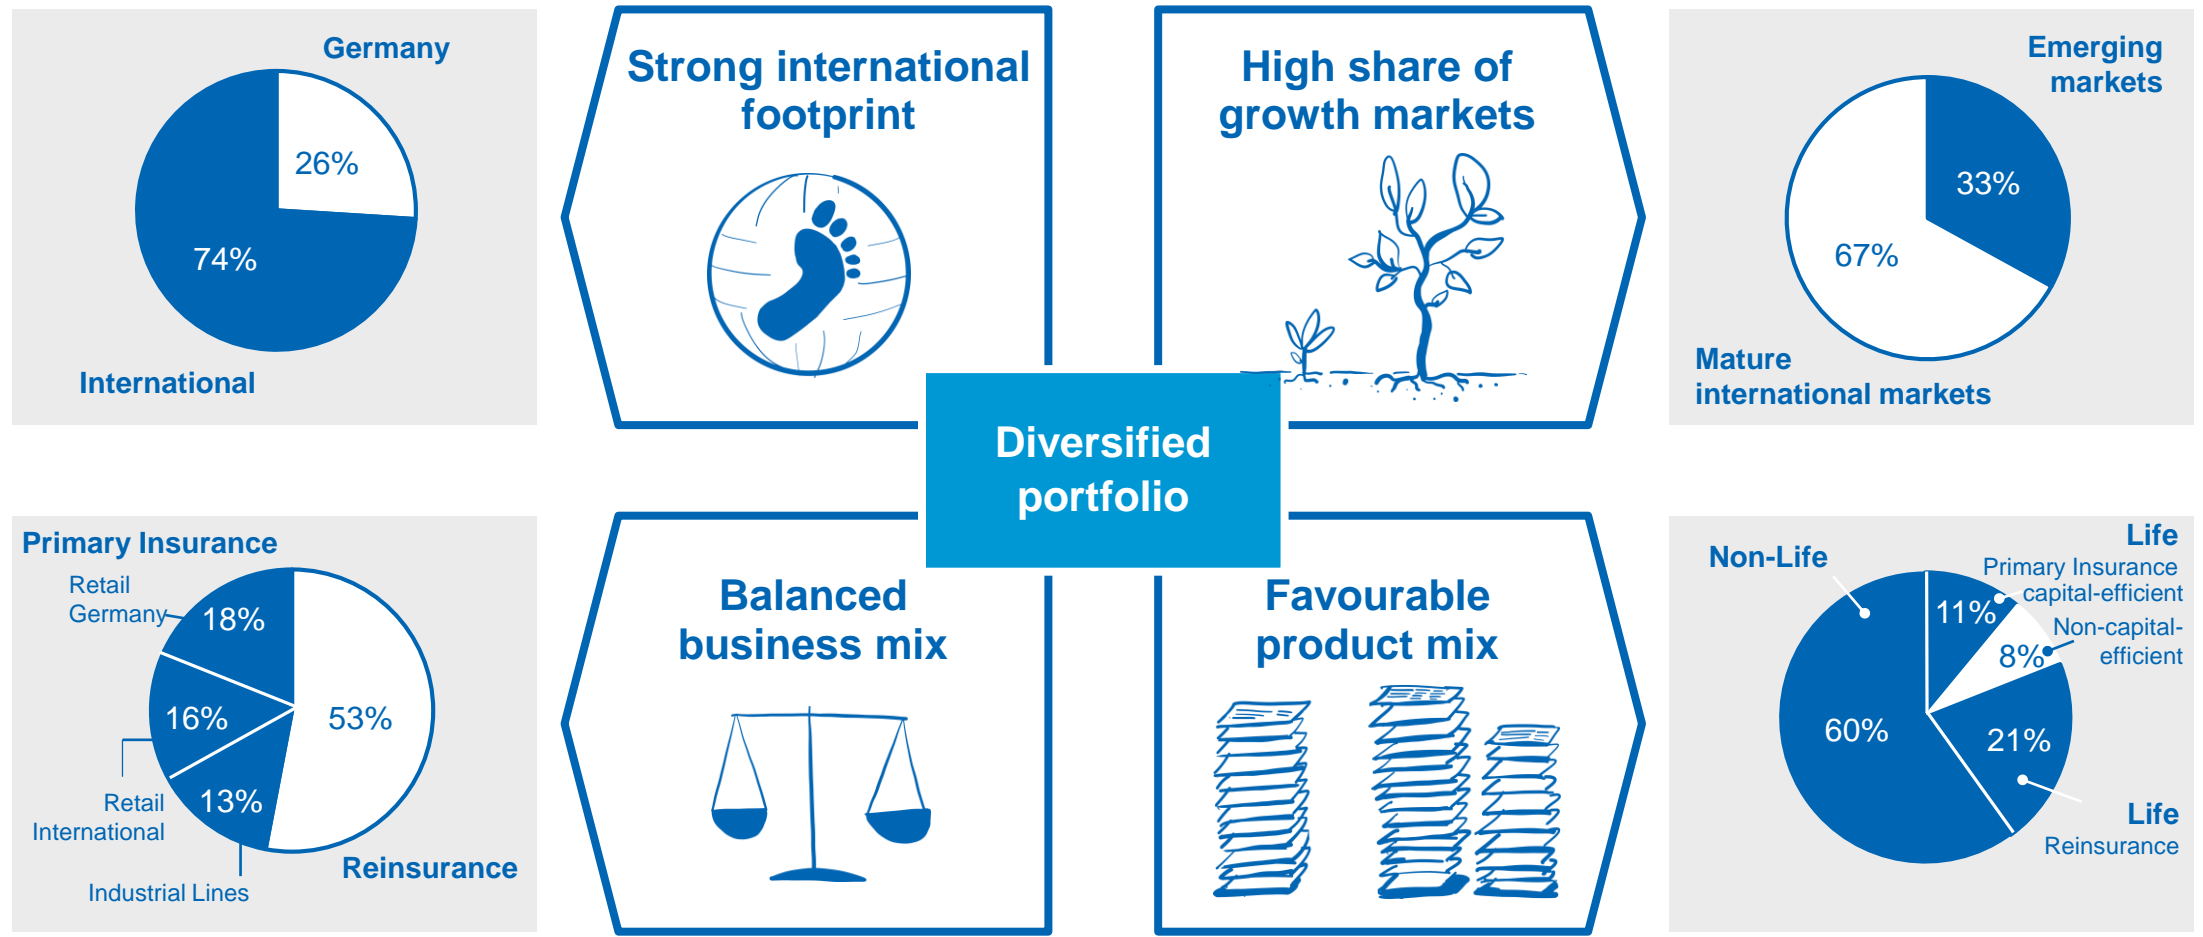 Germany
26%
74%
International
Strong international
footprint
High share of
growth markets
Emerging
markets
33%
67%
Mature
international markets
Diversified
portfolio
Primary Insurance
Retail
Germany
18%
16%
53%
13%
Retail
International
Industrial Lines
Reinsurance
Balanced
business mix
Favourable
product mix
Non-Life
Life
Primary Insurance
capital-efficient
11%
Non-capital-
efficient
8%
60%
21%
Life
Reinsurance